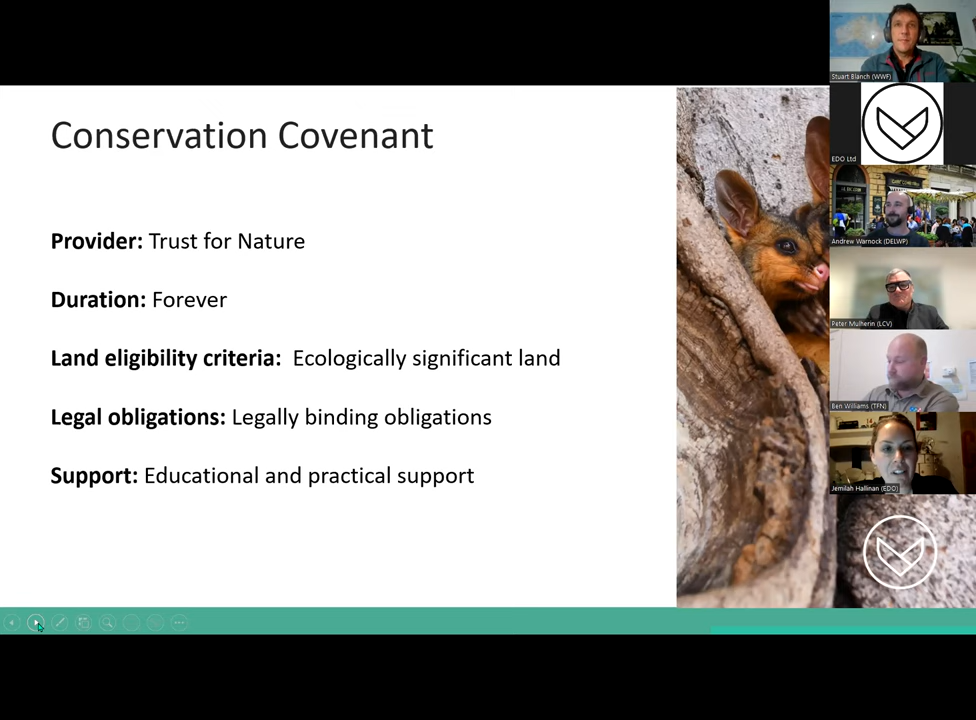 Conservation Covenant
Provider: Trust for Nature
Duration: Forever
Land eligibility criteria: Ecologically significant land
Legal obligations: Legally binding obligations
Support: Educational and practical support
Stuart Blanch (WWF)
EDO Ltd
Andrew Warnock (DELWP)
Peter Mulherin (LCV)
Ben Williams (TFN)
Jemilah Hallinan (EDO)